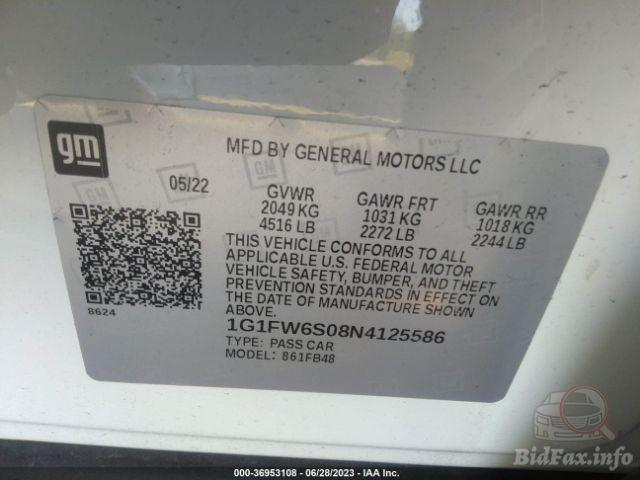 gm
MFD BY GENERAL MOTORS LLC
05/22
GVWR GAWR FRT GAWR RR
2049 KG 1031 KG 1018 KG
4516 LB 2272 LB 2244 LB
THIS VEHICLE CONFORMS TO ALL
APPLICABLE U.S. FEDERAL MOTOR
VEHICLE SAFETY, BUMPER, AND THEFT
PREVENTION STANDARDS IN EFFECT ON
THE DATE OF MANUFACTURE SHOWN
ABOVE.
8624
1G1FW6S08N4125586
TYPE: PASS CAR
MODEL: 861FB48
000-36953108 - 06/28/2023 - IAA Inc.
BidFax.info